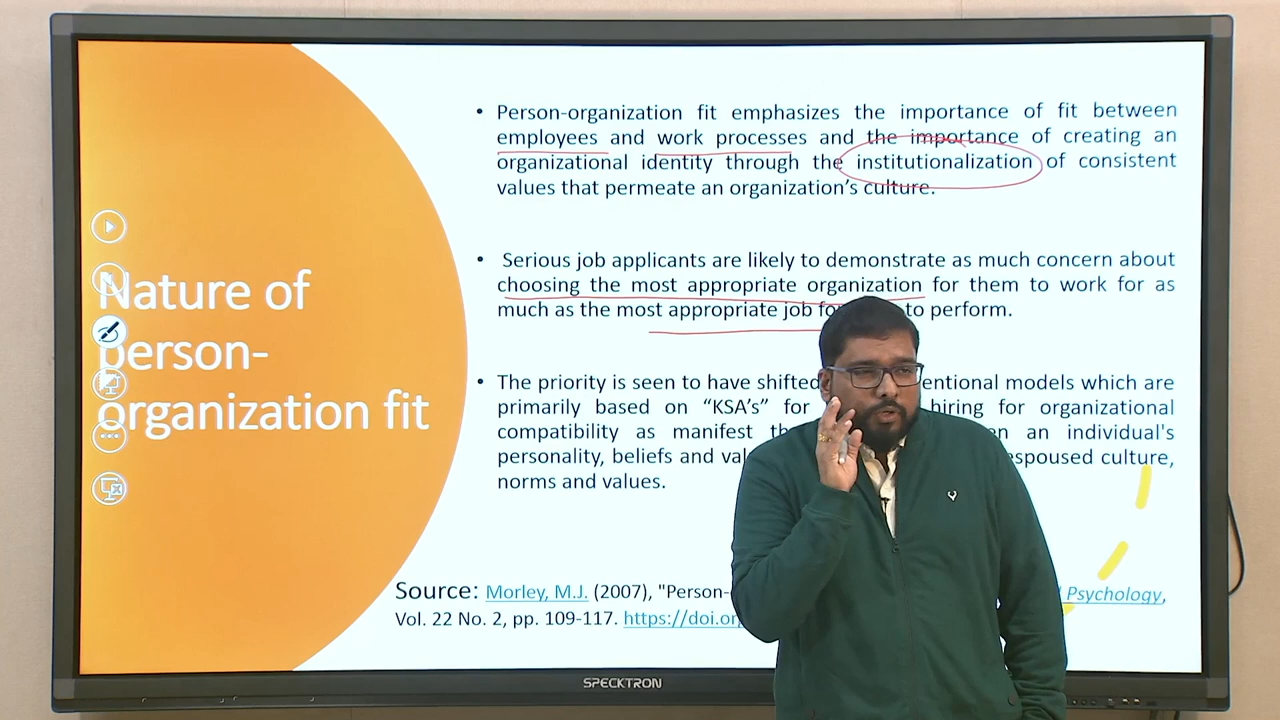 Nature of
person-
organization fit
• Person-organization fit emphasizes the importance of fit between
employees and work processes and the importance of creating an
organizational identity through the institutionalization of consistent
values that permeate an organization's culture.
• Serious job applicants are likely to demonstrate as much concern about
choosing the most appropriate organization for them to work for as
much as the most appropriate job for to perform.
• The priority is seen to have shifted entional models which are
primarily based on “KSA's” for hiring for organizational
compatibility as manifest an individual's
personality, beliefs and espoused culture,
norms and values.
Source: Morley, M.J. (2007), "Person- Psychology,
Vol. 22 No. 2, pp. 109-117. https://doi.or
SPECKTRON